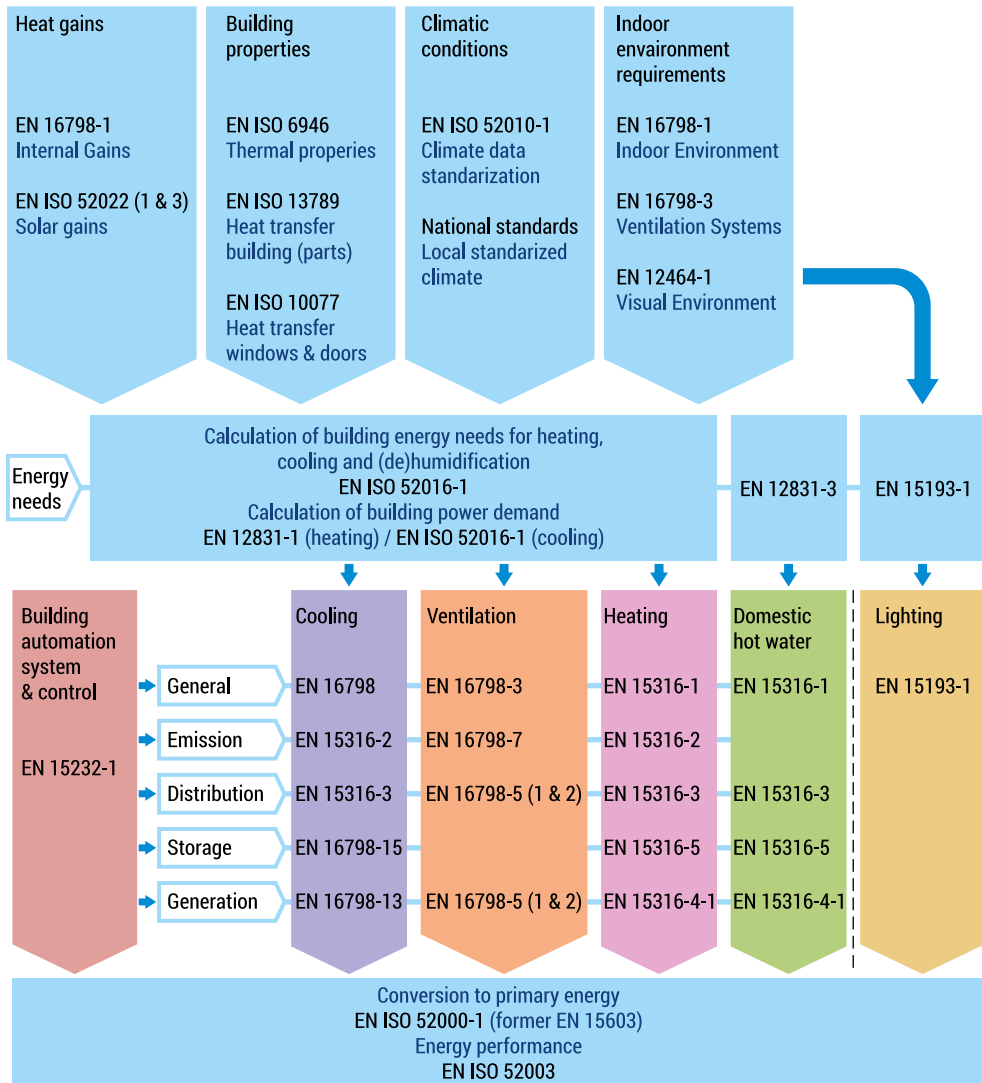 Heat gains
EN 16798-1
Internal Gains
EN ISO 52022 (1 & 3)
Solar gains
Building
properties
EN ISO 6946
Thermal properies
EN ISO 13789
Heat transfer
building (parts)
EN ISO 10077
Heat transfer
windows & doors
Climatic
conditions
EN ISO 52010-1
Climate data
standarization
National standards
Local standarized
climate
Indoor
envaironment
requirements
EN 16798-1
Indoor Environment
EN 16798-3
Ventilation Systems
EN 12464-1
Visual Environment
Energy
needs
Calculation of building energy needs for heating,
cooling and (de)humidification
EN ISO 52016-1
Calculation of building power demand
EN 12831-1 (heating) / EN ISO 52016-1 (cooling)
EN 12831-3
EN 15193-1
Building
automation
system
& control
EN 15232-1
Cooling
Ventilation
Heating
Domestic
hot water
Lighting
General
EN 16798
EN 16798-3
EN 15316-1
EN 15316-1
EN 15193-1
Emission
EN 15316-2
EN 16798-7
EN 15316-2
Distribution
EN 15316-3
EN 16798-5 (1 & 2)
EN 15316-3
EN 15316-3
Storage
EN 16798-15
EN 15316-5
EN 15316-5
Generation
EN 16798-13
EN 16798-5 (1 & 2)
EN 15316-4-1
EN 15316-4-1
Conversion to primary energy
EN ISO 52000-1 (former EN 15603)
Energy performance
EN ISO 52003